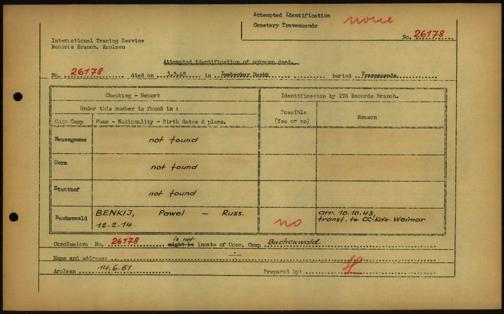 Attempted Identification
Cemetery Travemuende
none
No. 26178
International Tracing Service
Records Branch, Arolsen
Attempted identification of unknown dead.
No. 26178 died on 3.5.45 in Luebecker Bucht buried Travemuende.
Checking - Report
Identification by ITS Records Branch.
Under this number is found in :
Possible
(Yes or no)
Reason
Conc Camp
Name - Nationality - Birth dates & place.
Neuengamme
not found
Dora
not found
Stutthof
not found
Buchenwald
BENKIJ, Pawel - Russ.
12.2.14
no
arr. 10.10.43,
transf. to CC-Kdo. Weimar
Conclusion: No. 26178 might be is not inmate of Conc. Camp Buchenwald
Name and address:
Arolsen 14.6.51
Prepared by: